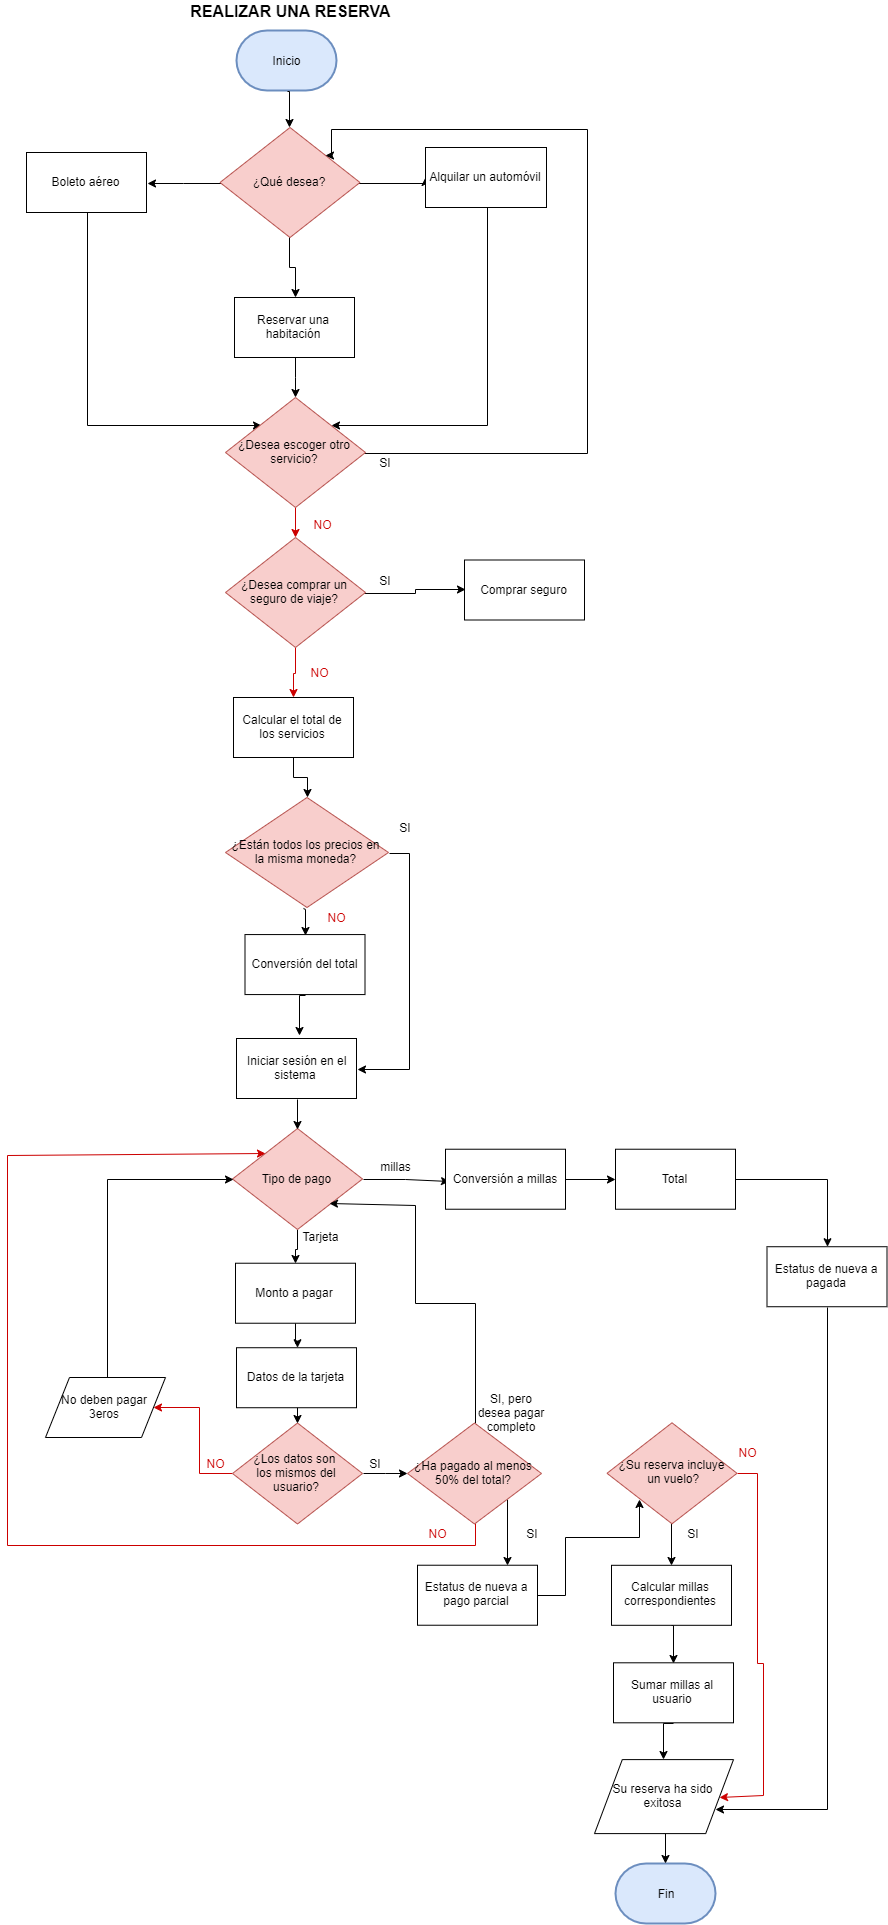 REALIZAR UNA RESERVA
Inicio
¿Qué desea?
Boleto aéreo
Alquilar un automóvil
Reservar una
habitación
¿Desea escoger otro
servicio?
SI
NO
¿Desea comprar un
seguro de viaje?
SI
Comprar seguro
NO
Calcular el total de
los servicios
SI
¿Están todos los precios en
la misma moneda?
NO
Conversión del total
Iniciar sesión en el
sistema
Tipo de pago
millas
Conversión a millas
Total
Tarjeta
Estatus de nueva a
pagada
Monto a pagar
Datos de la tarjeta
No deben pagar
3eros
SI, pero
desea pagar
completo
¿Los datos son
los mismos del
usuario?
NO
SI
¿Ha pagado al menos
50% del total?
¿Su reserva incluye
un vuelo?
NO
NO
SI
SI
Estatus de nueva a
pago parcial
Calcular millas
correspondientes
Sumar millas al
usuario
Su reserva ha sido
exitosa
Fin